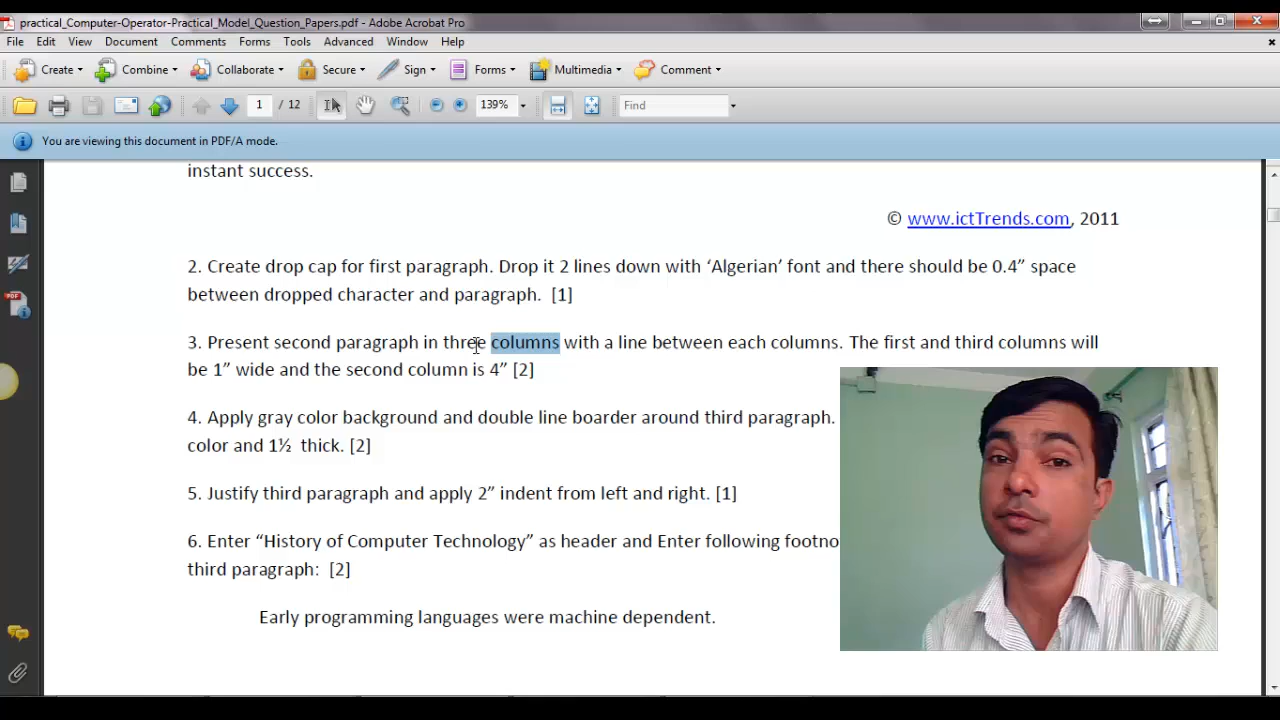 practical_Computer-Operator-Practical_Model_Question_Papers.pdf - Adobe Acrobat Pro
File Edit View Document Comments Forms Tools Advanced Window Help
Create Combine Collaborate Secure Sign Forms Multimedia Comment
1 / 12 139% Find
You are viewing this document in PDF/A mode.
instant success.
© www.ictTrends.com, 2011
2. Create drop cap for first paragraph. Drop it 2 lines down with ‘Algerian’ font and there should be 0.4” space
between dropped character and paragraph. [1]
3. Present second paragraph in three columns with a line between each columns. The first and third columns will
be 1” wide and the second column is 4” [2]
4. Apply gray color background and double line boarder around third paragraph.
color and 1½ thick. [2]
5. Justify third paragraph and apply 2” indent from left and right. [1]
6. Enter “History of Computer Technology” as header and Enter following footno
third paragraph: [2]
Early programming languages were machine dependent.